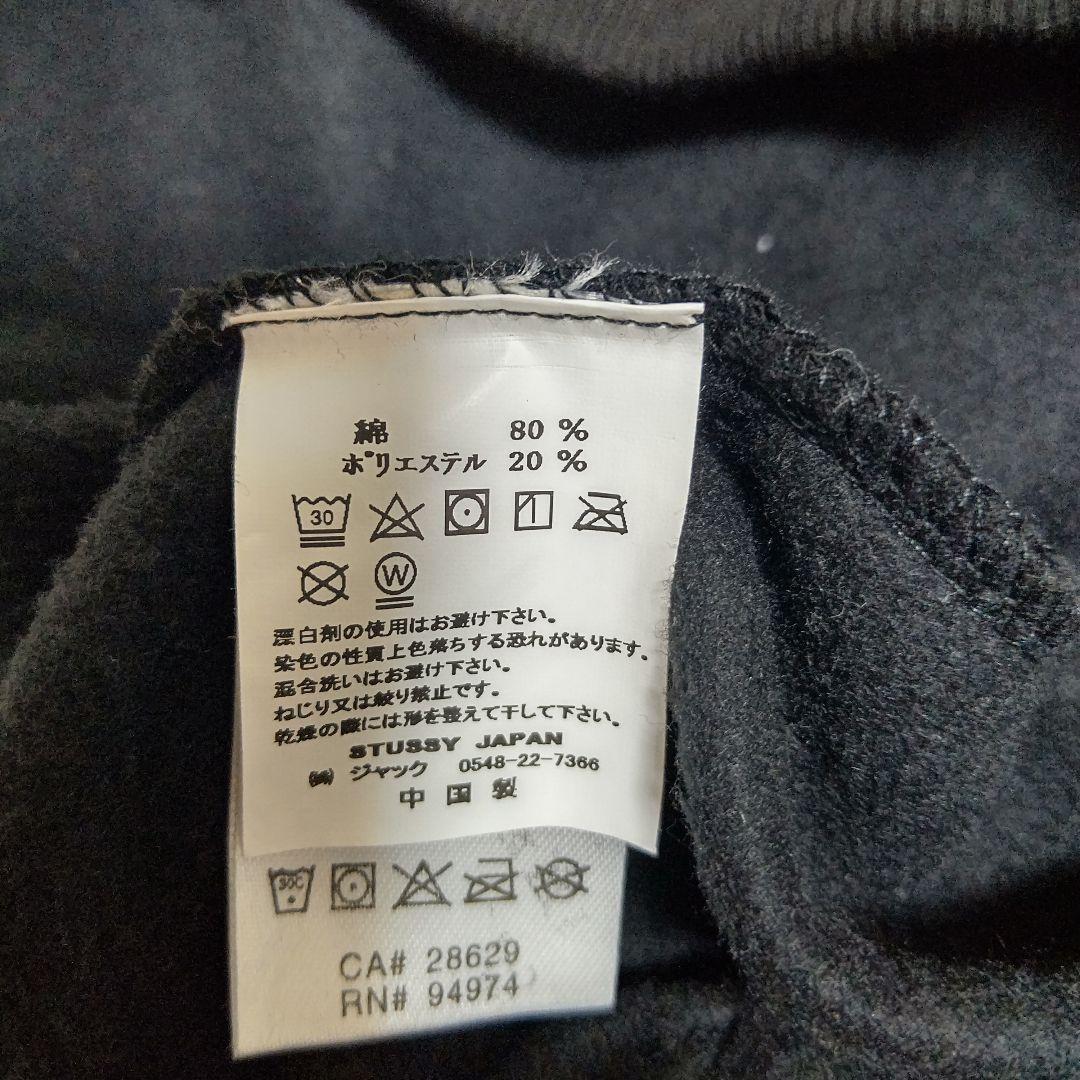 綿 80 %
ポリエステル 20 %
30
W
漂白剤の使用はお避け下さい。
染色の性質上色落ちする恐れがあります。
混合洗いはお避け下さい。
ねじり又は絞り禁止です。
乾燥の際には形を整えて干して下さい。
STUSSY JAPAN
㈱ ジャック 0548-22-7366
中国製
30C
CA# 28629
RN# 94974